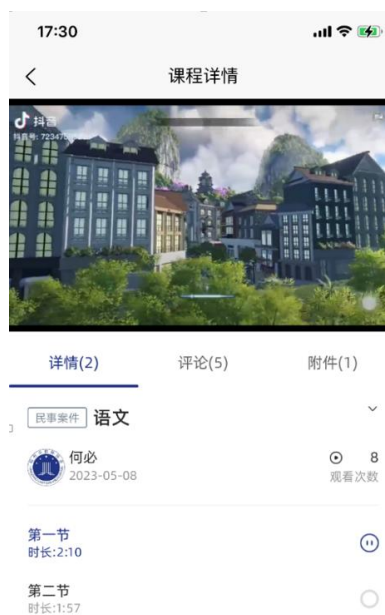 17:30
课程详情
抖音
详情(2)
评论(5)
附件(1)
民事案件 语文
何必
8
2023-05-08
观看次数
第一节
时长:2:10
第二节
时长:1:57